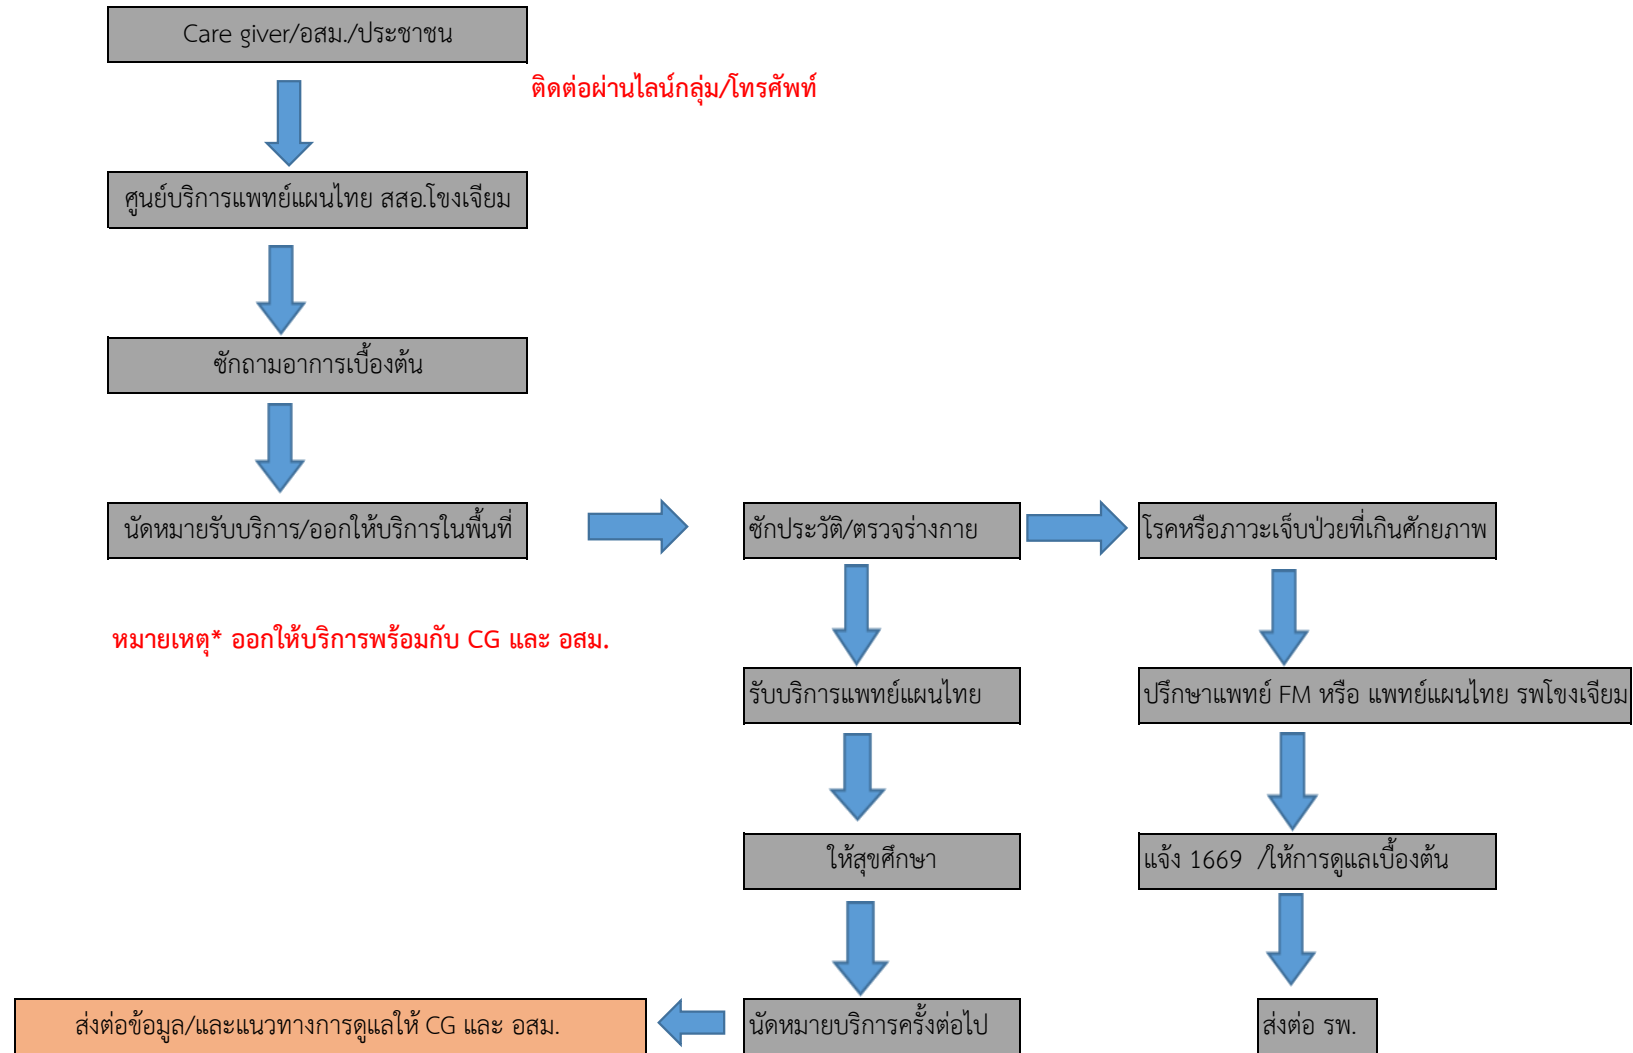 Care giver/อสม./ประชาชน
ติดต่อผ่านไลน์กลุ่ม/โทรศัพท์
ศูนย์บริการแพทย์แผนไทย สสอ.โขงเจียม
ซักถามอาการเบื้องต้น
นัดหมายรับบริการ/ออกให้บริการในพื้นที่
ซักประวัติ/ตรวจร่างกาย
โรคหรือภาวะเจ็บป่วยที่เกินศักยภาพ
หมายเหตุ* ออกให้บริการพร้อมกับ CG และ อสม.
รับบริการแพทย์แผนไทย
ปรึกษาแพทย์ FM หรือ แพทย์แผนไทย รพโขงเจียม
ให้สุขศึกษา
แจ้ง 1669 /ให้การดูแลเบื้องต้น
ส่งต่อข้อมูล/และแนวทางการดูแลให้ CG และ อสม.
นัดหมายบริการครั้งต่อไป
ส่งต่อ รพ.